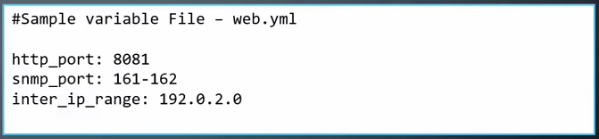 #Sample variable File – web.yml
http_port: 8081
snmp_port: 161-162
inter_ip_range: 192.0.2.0